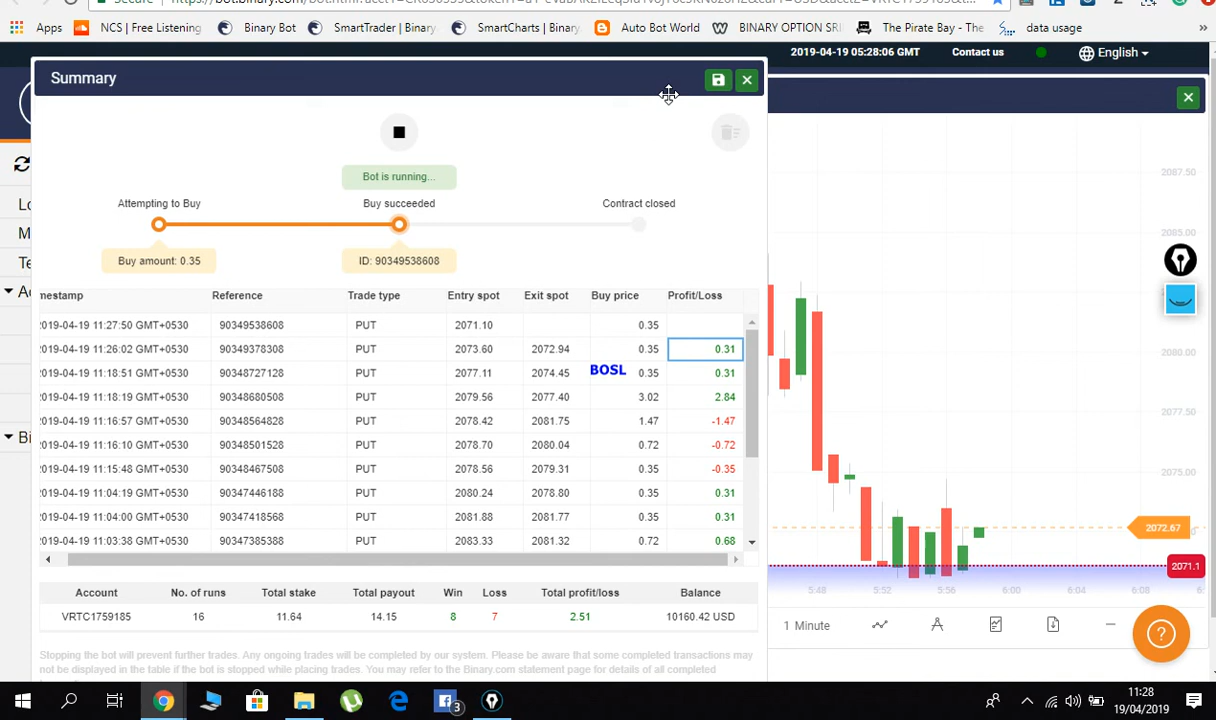 Apps NCS | Free Listening Binary Bot SmartTrader | Binary. SmartCharts | Binary. Auto Bot World BINARY OPTION SRI The Pirate Bay - The data usage »
2019-04-19 05:28:06 GMT Contact us English
Summary
Bot is running...
Attempting to Buy Buy succeeded Contract closed
Buy amount: 0.35 ID: 90349538608
mestamp Reference Trade type Entry spot Exit spot Buy price Profit/Loss
2019-04-19 11:27:50 GMT+0530 90349538608 PUT 2071.10 0.35
2019-04-19 11:26:02 GMT+0530 90349378308 PUT 2073.60 2072.94 0.35 0.31
BOSL
2019-04-19 11:18:51 GMT+0530 90348727128 PUT 2077.11 2074.45 0.35 0.31
2019-04-19 11:18:19 GMT+0530 90348680508 PUT 2079.56 2077.40 3.02 2.84
2019-04-19 11:16:57 GMT+0530 90348564828 PUT 2078.42 2081.75 1.47 -1.47
2019-04-19 11:16:10 GMT+0530 90348501528 PUT 2078.70 2080.04 0.72 -0.72
2019-04-19 11:15:48 GMT+0530 90348467508 PUT 2078.56 2079.31 0.35 -0.35
2019-04-19 11:04:19 GMT+0530 90347446188 PUT 2080.24 2078.80 0.35 0.31
2019-04-19 11:04:00 GMT+0530 90347418568 PUT 2081.88 2081.77 0.35 0.31
2019-04-19 11:03:38 GMT+0530 90347385388 PUT 2083.33 2081.32 0.72 0.68
Account No. of runs Total stake Total payout Win Loss Total profit/loss Balance
VRTC1759185 16 11.64 14.15 8 7 2.51 10160.42 USD
Stopping the bot will prevent further trades. Any ongoing trades will be completed by our system. Please be aware that some completed transactions may
not be displayed in the table if the bot is stopped while placing trades. You may refer to the Binary.com statement page for details of all completed
2087.50
2085.00
2082.50
2080.00
2077.50
2075.00
2072.67
2071.1
5:48 5:52 5:56 6:00 6:04 6:08
1 Minute
?
3
11:28
19/04/2019